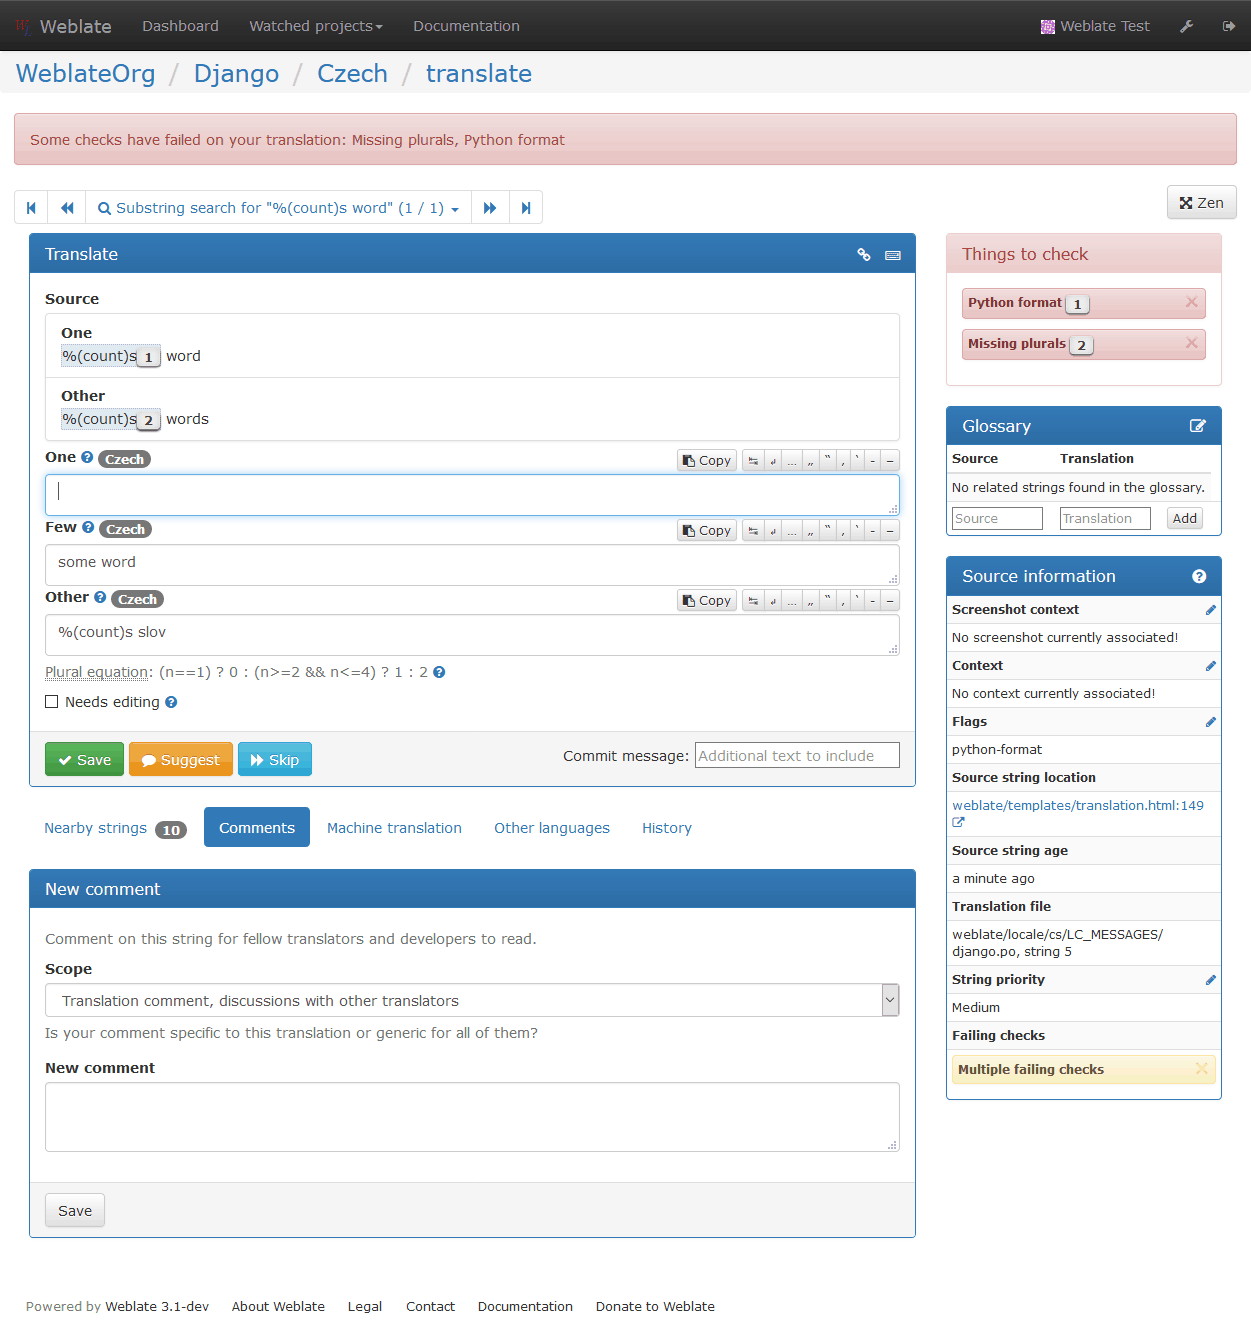 Weblate Dashboard Watched projects Documentation Weblate Test
WeblateOrg / Django / Czech / translate
Some checks have failed on your translation: Missing plurals, Python format
Substring search for "%(count)s word" (1 / 1)
Zen
Translate
Source
One
%(count)s 1 word
Other
%(count)s 2 words
One Czech Copy … „ “ ‚ ‘ - –
Few Czech Copy … „ “ ‚ ‘ - –
some word
Other Czech Copy … „ “ ‚ ‘ - –
%(count)s slov
Plural equation: (n==1) ? 0 : (n>=2 && n<=4) ? 1 : 2
Needs editing
Save Suggest Skip Commit message: Additional text to include
Nearby strings 10 Comments Machine translation Other languages History
New comment
Comment on this string for fellow translators and developers to read.
Scope
Translation comment, discussions with other translators
Is your comment specific to this translation or generic for all of them?
New comment
Save
Things to check
Python format 1
Missing plurals 2
Glossary
Source Translation
No related strings found in the glossary.
Source Translation Add
Source information
Screenshot context
No screenshot currently associated!
Context
No context currently associated!
Flags
python-format
Source string location
weblate/templates/translation.html:149
Source string age
a minute ago
Translation file
weblate/locale/cs/LC_MESSAGES/
django.po, string 5
String priority
Medium
Failing checks
Multiple failing checks
Powered by Weblate 3.1-dev About Weblate Legal Contact Documentation Donate to Weblate